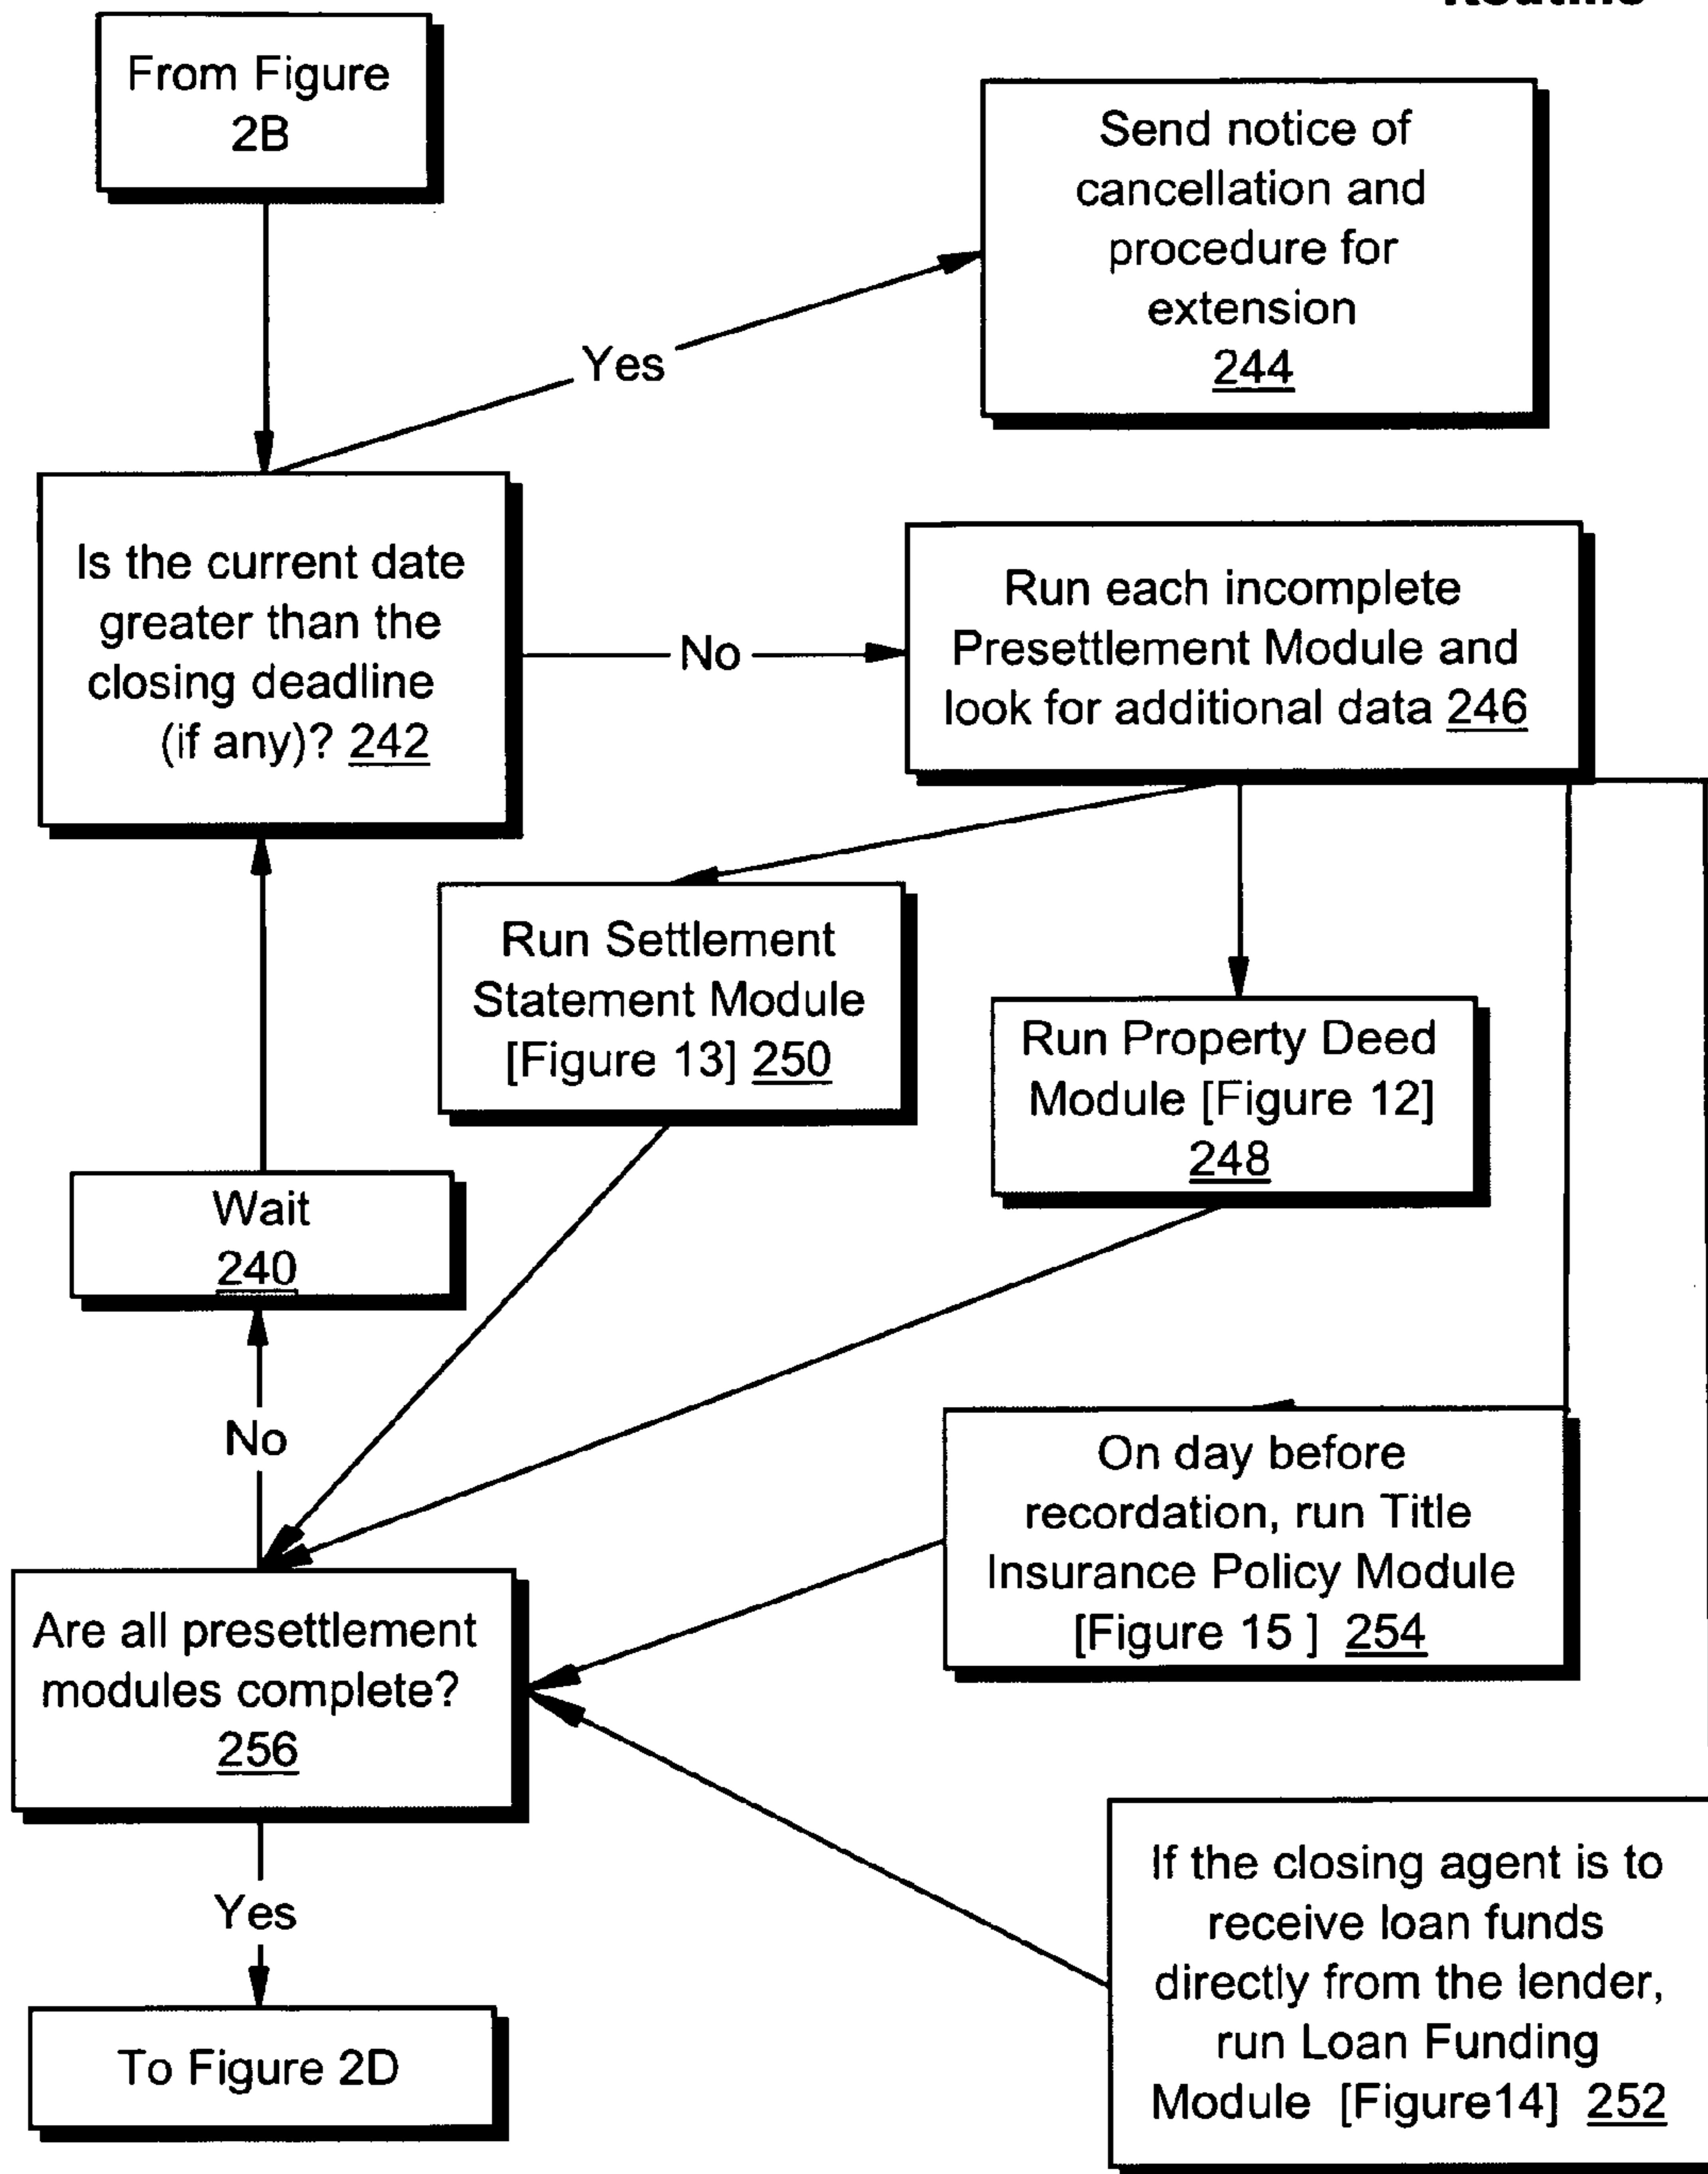 From Figure
2B
Send notice of
cancellation and
procedure for
extension
244
Yes
Is the current date
greater than the
closing deadline
(if any)? 242
No
Run each incomplete
Presettlement Module and
look for additional data 246
Run Settlement
Statement Module
[Figure 13] 250
Run Property Deed
Module [Figure 12]
248
Wait
240
No
On day before
recordation, run Title
Insurance Policy Module
[Figure 15 ] 254
Are all presettlement
modules complete?
256
If the closing agent is to
receive loan funds
directly from the lender,
run Loan Funding
Module [Figure14] 252
Yes
To Figure 2D